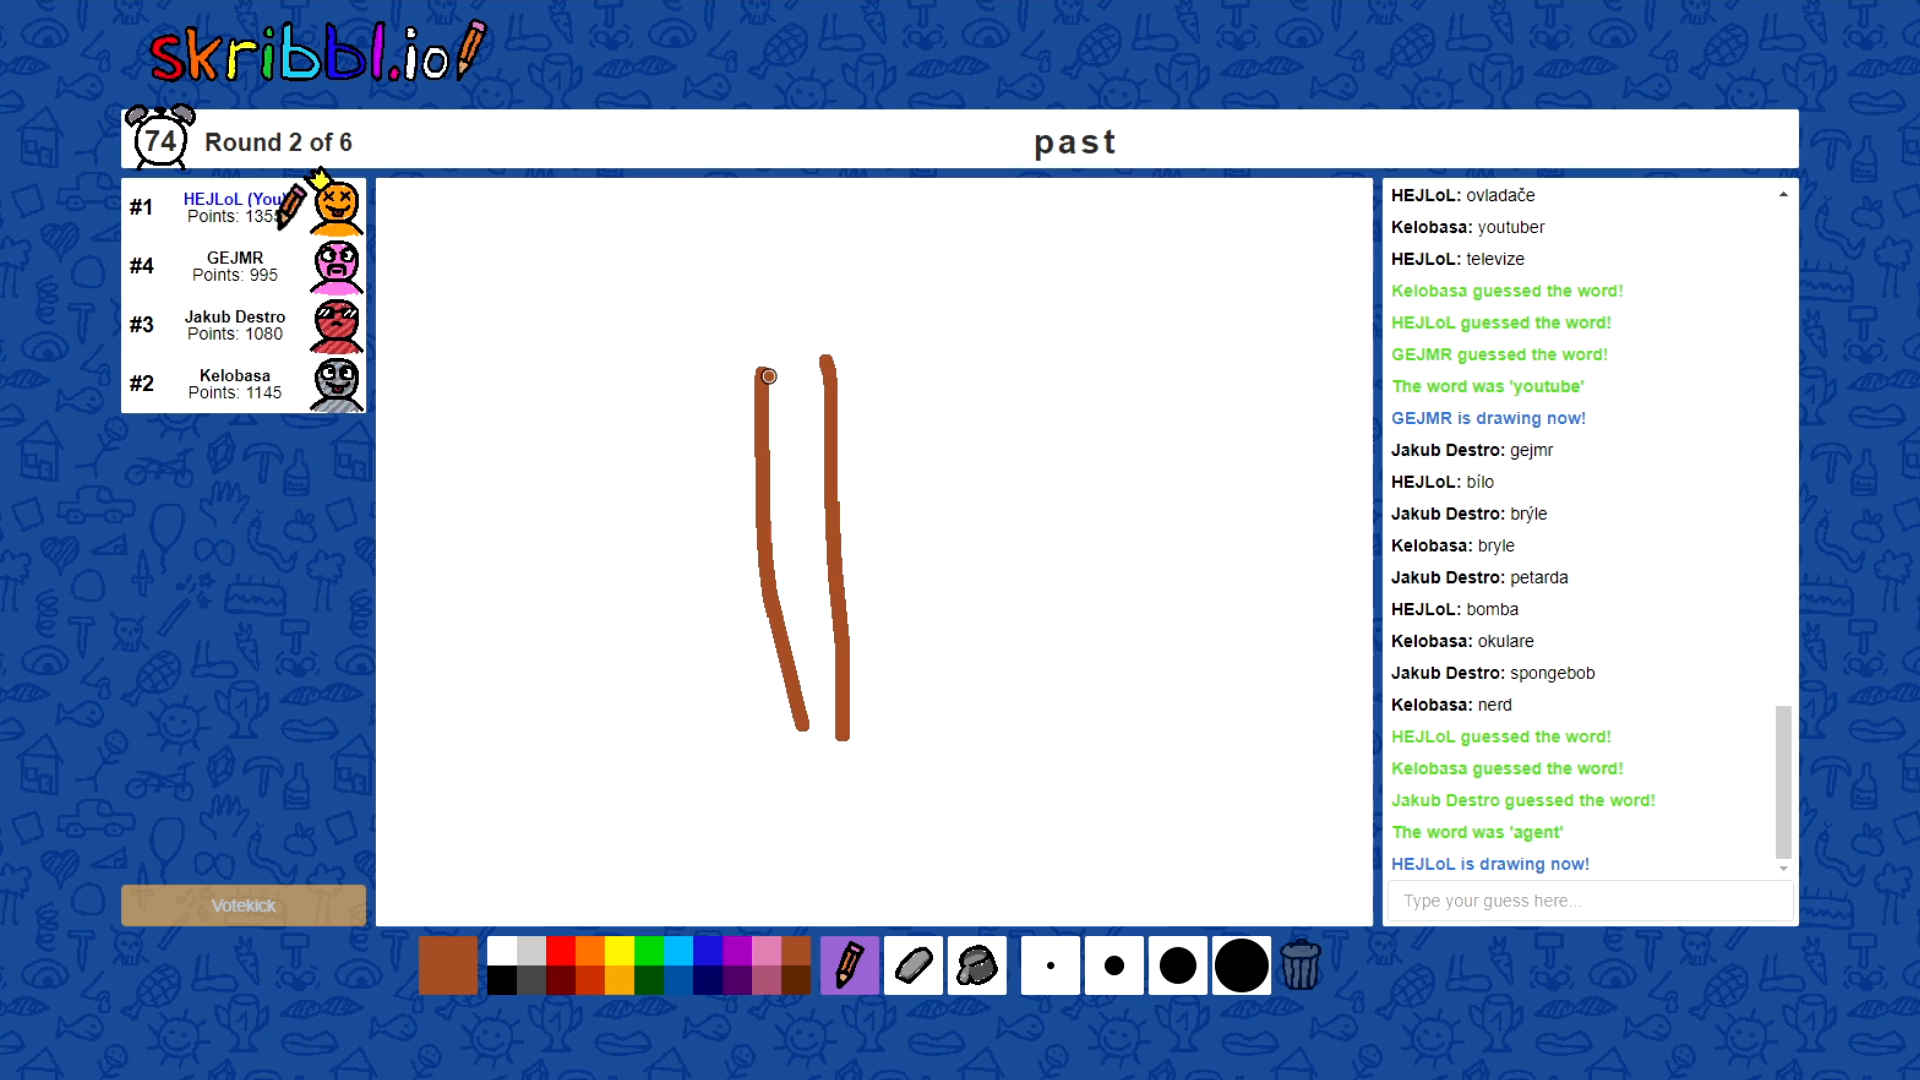 skribbl.io
74
Round 2 of 6
past
#1
HEJLoL (You
Points: 135
#4
GEJMR
Points: 995
#3
Jakub Destro
Points: 1080
#2
Kelobasa
Points: 1145
Votekick
HEJLoL: ovladače
Kelobasa: youtuber
HEJLoL: televize
Kelobasa guessed the word!
HEJLoL guessed the word!
GEJMR guessed the word!
The word was 'youtube'
GEJMR is drawing now!
Jakub Destro: gejmr
HEJLoL: bílo
Jakub Destro: brýle
Kelobasa: bryle
Jakub Destro: petarda
HEJLoL: bomba
Kelobasa: okulare
Jakub Destro: spongebob
Kelobasa: nerd
HEJLoL guessed the word!
Kelobasa guessed the word!
Jakub Destro guessed the word!
The word was 'agent'
HEJLoL is drawing now!
Type your guess here...